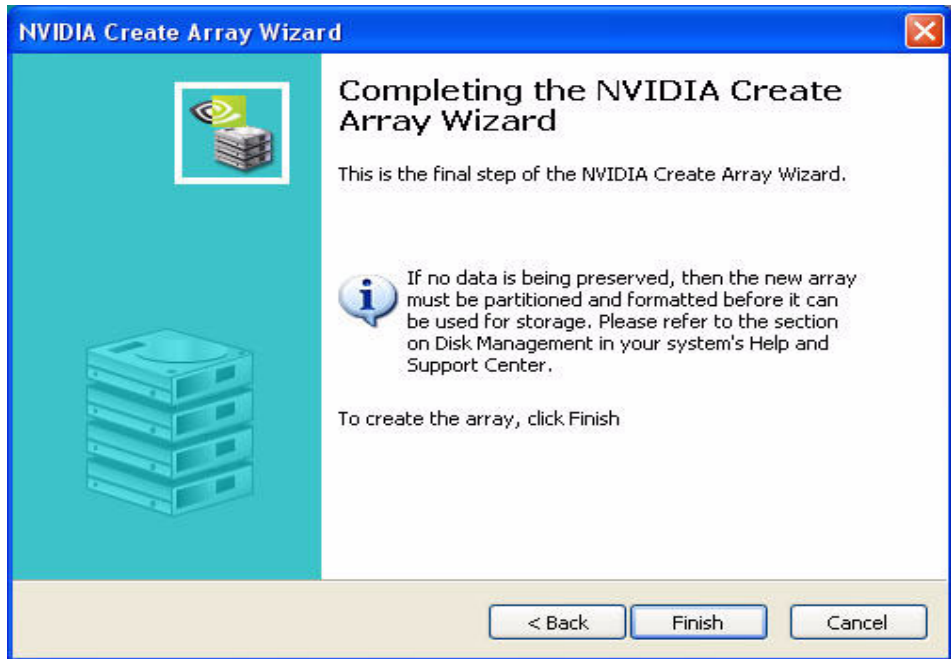 NVIDIA Create Array Wizard
Completing the NVIDIA Create
Array Wizard
This is the final step of the NVIDIA Create Array Wizard.
If no data is being preserved, then the new array
must be partitioned and formatted before it can
be used for storage. Please refer to the section
on Disk Management in your system's Help and
Support Center.
To create the array, click Finish
< Back
Finish
Cancel